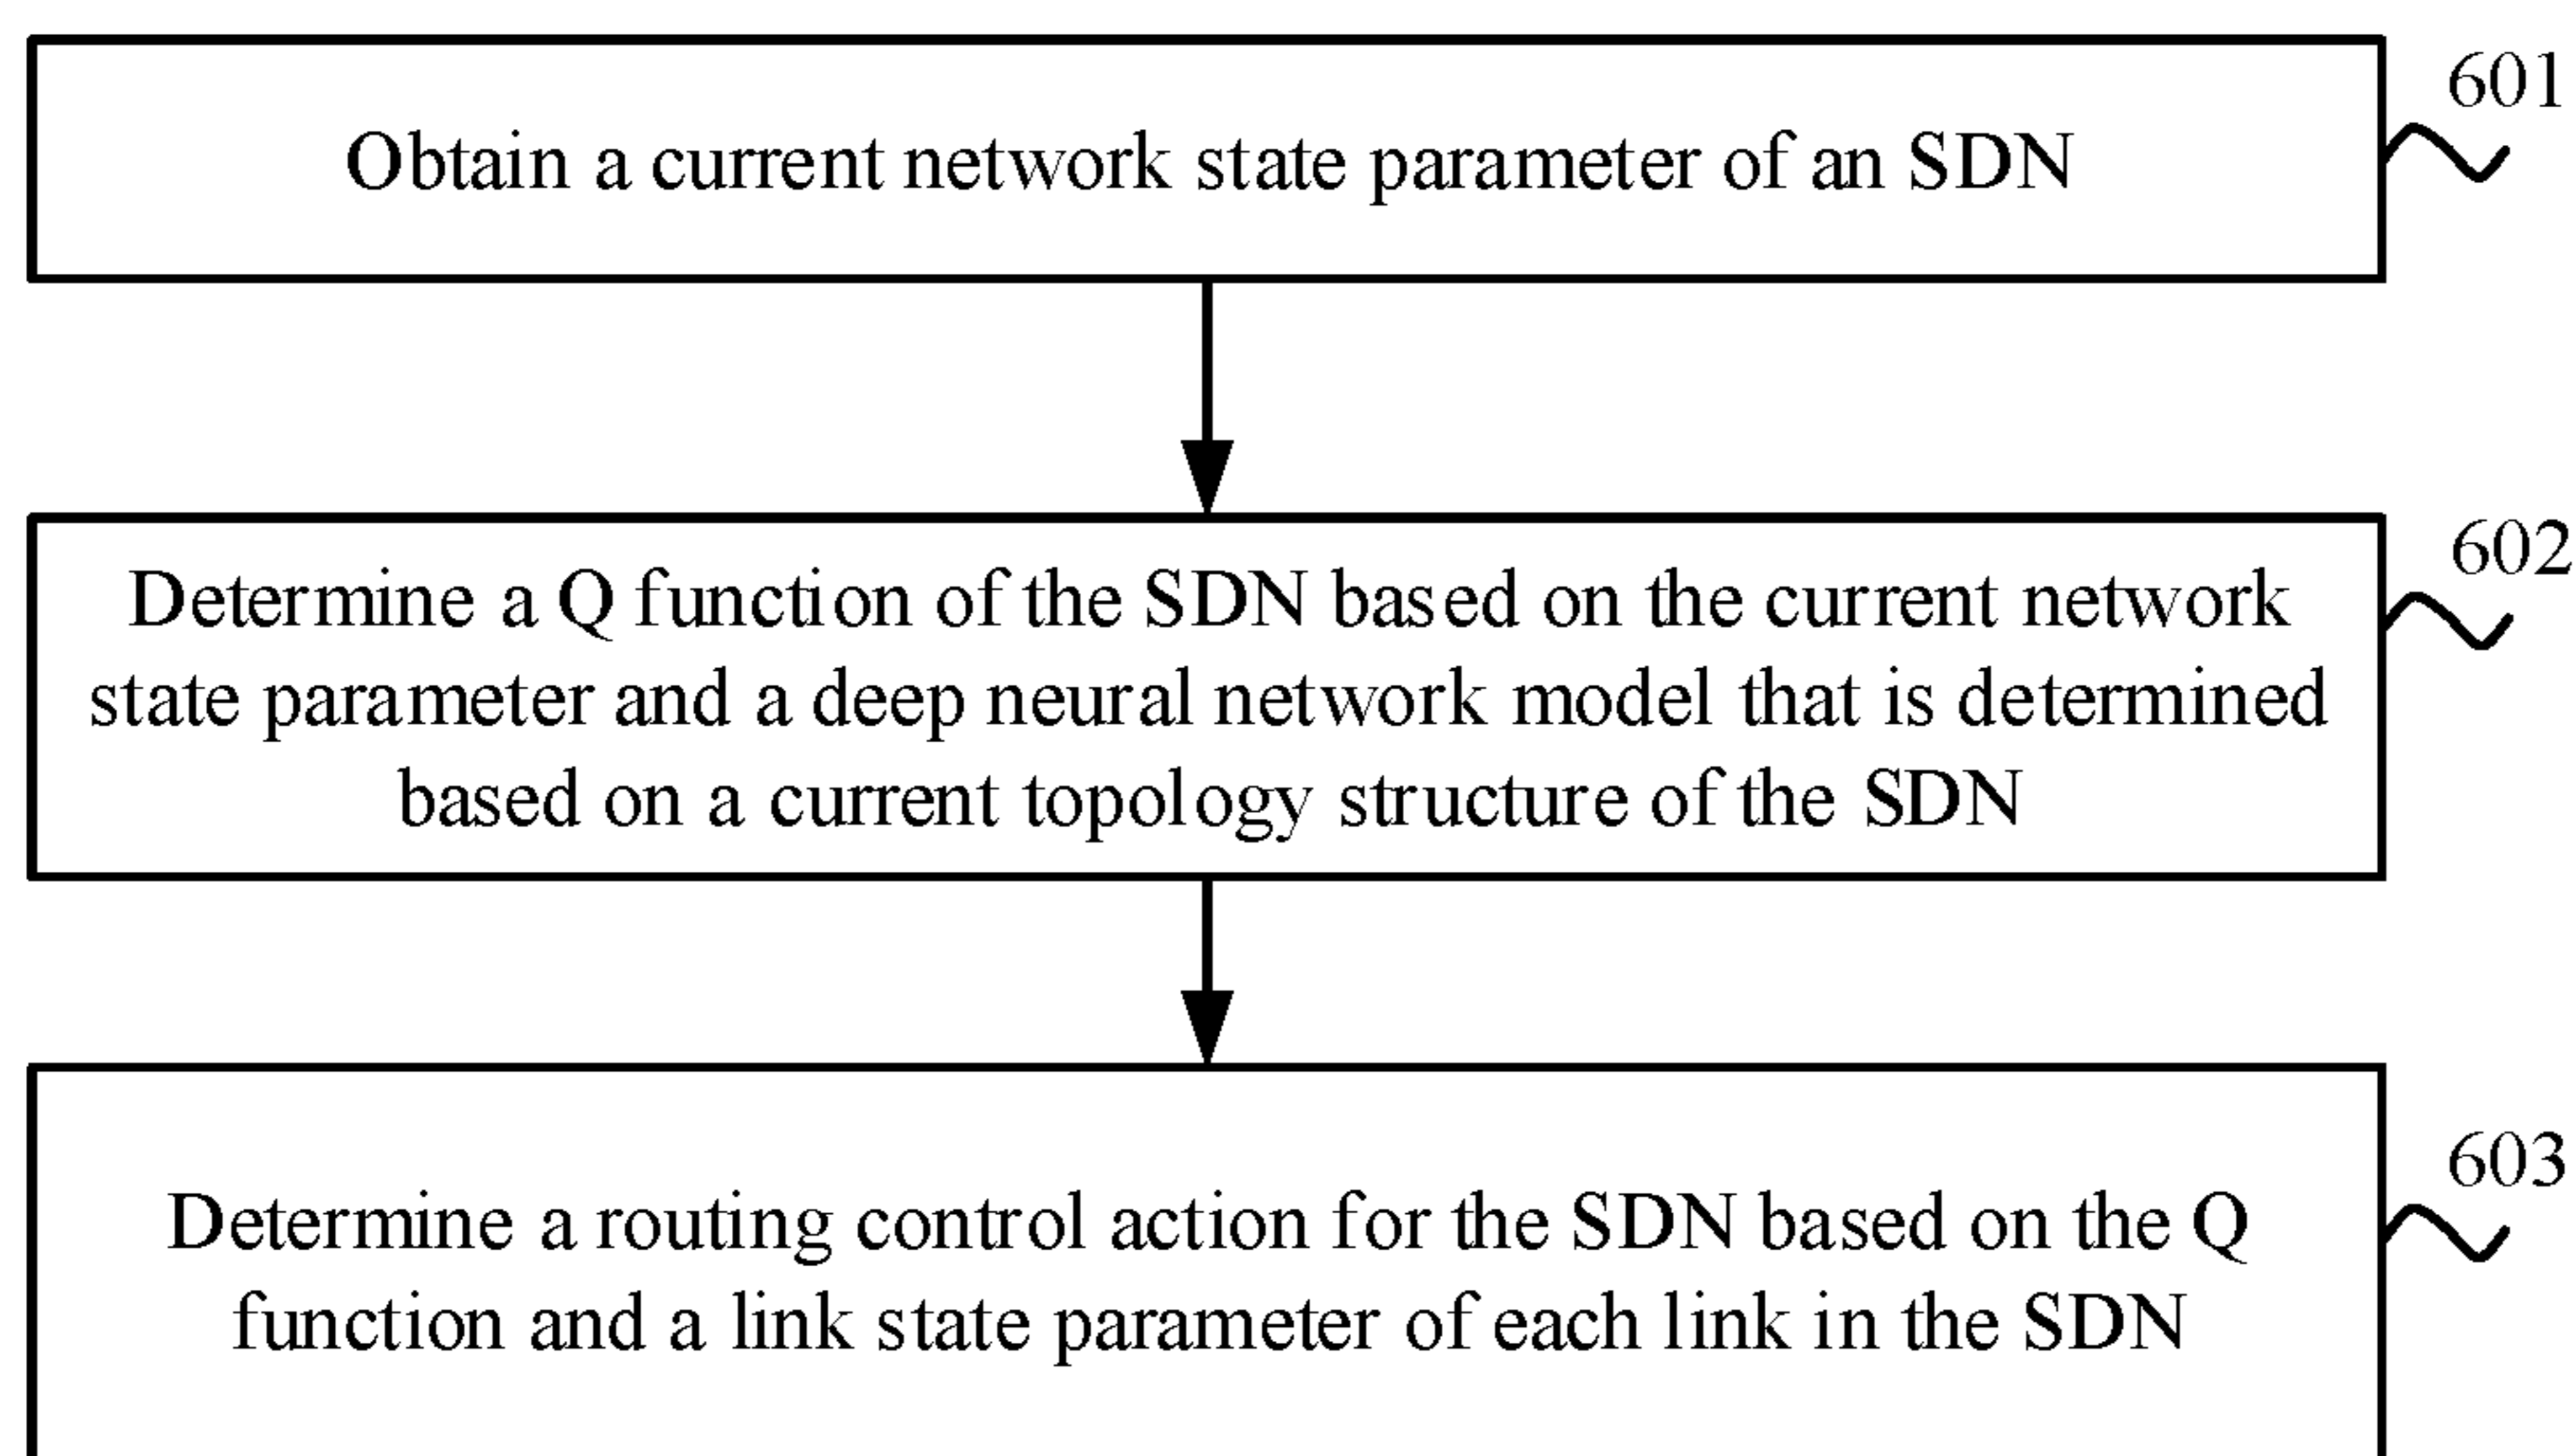 601
Obtain a current network state parameter of an SDN
602
Determine a Q function of the SDN based on the current network
state parameter and a deep neural network model that is determined
based on a current topology structure of the SDN
603
Determine a routing control action for the SDN based on the Q
function and a link state parameter of each link in the SDN